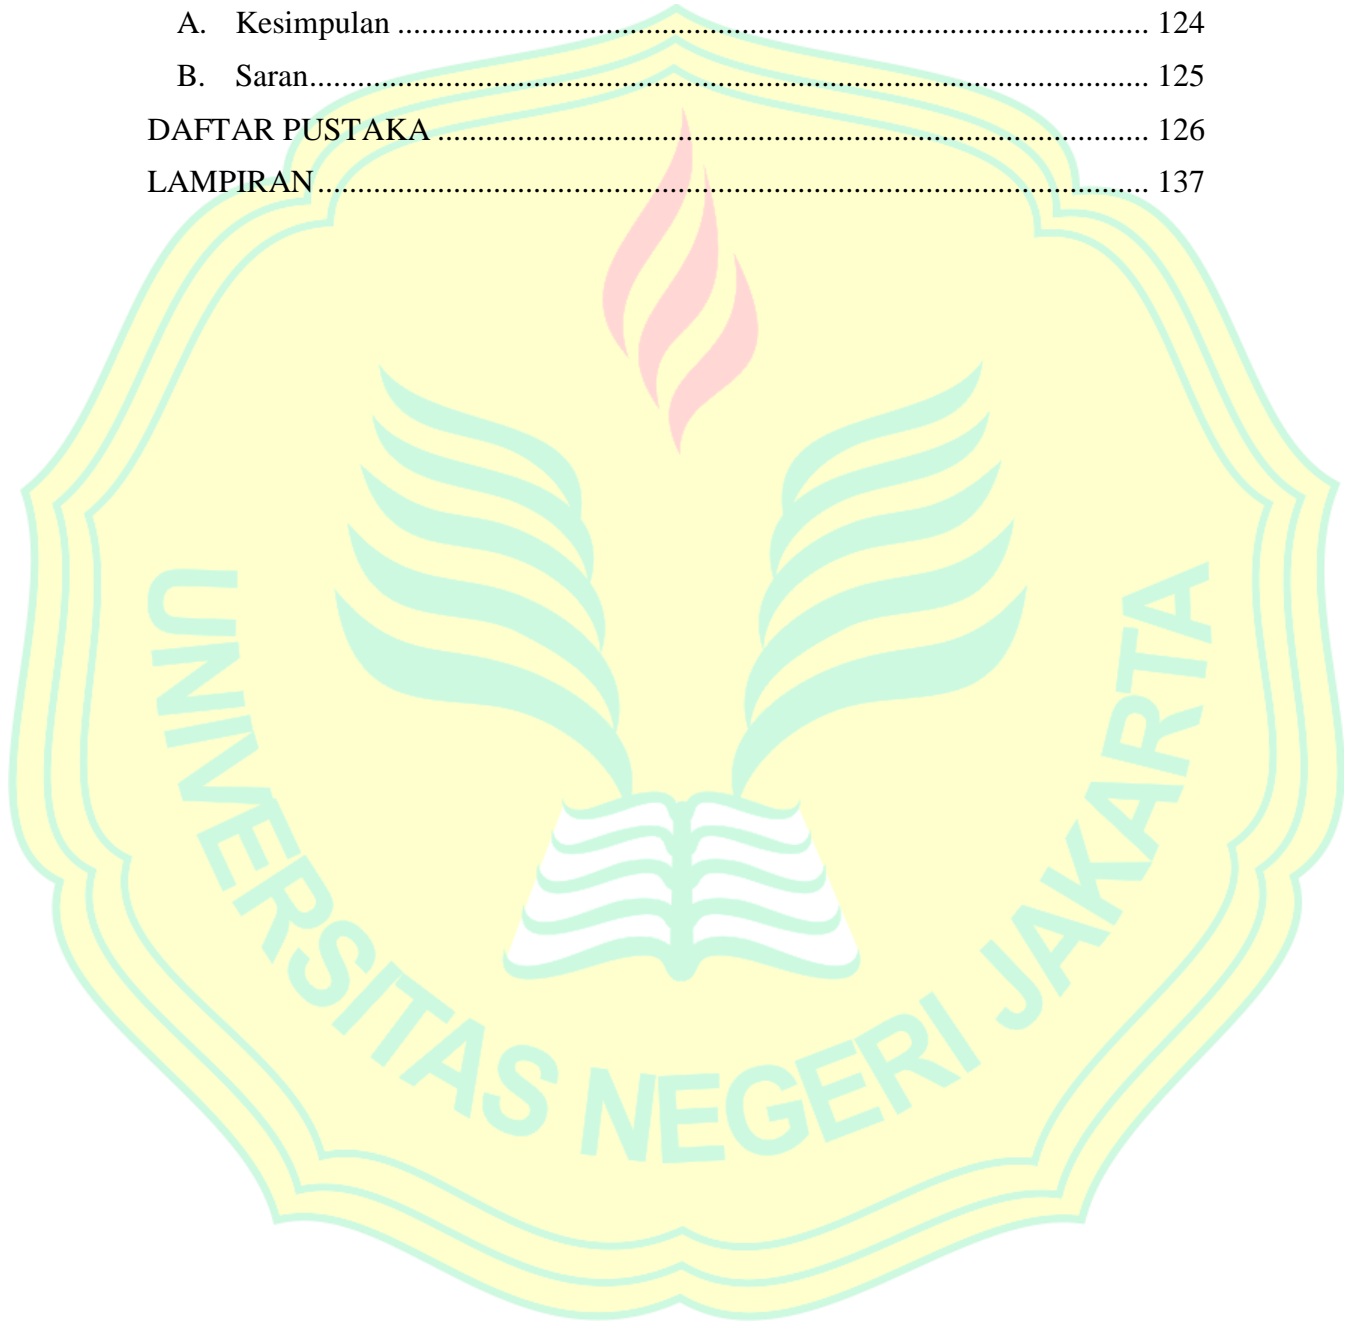 A. Kesimpulan .............................................................................................. 124
B. Saran......................................................................................................... 125
DAFTAR PUSTAKA ......................................................................................... 126
LAMPIRAN ........................................................................................................ 137
UNIVERSITAS NEGERI JAKARTA